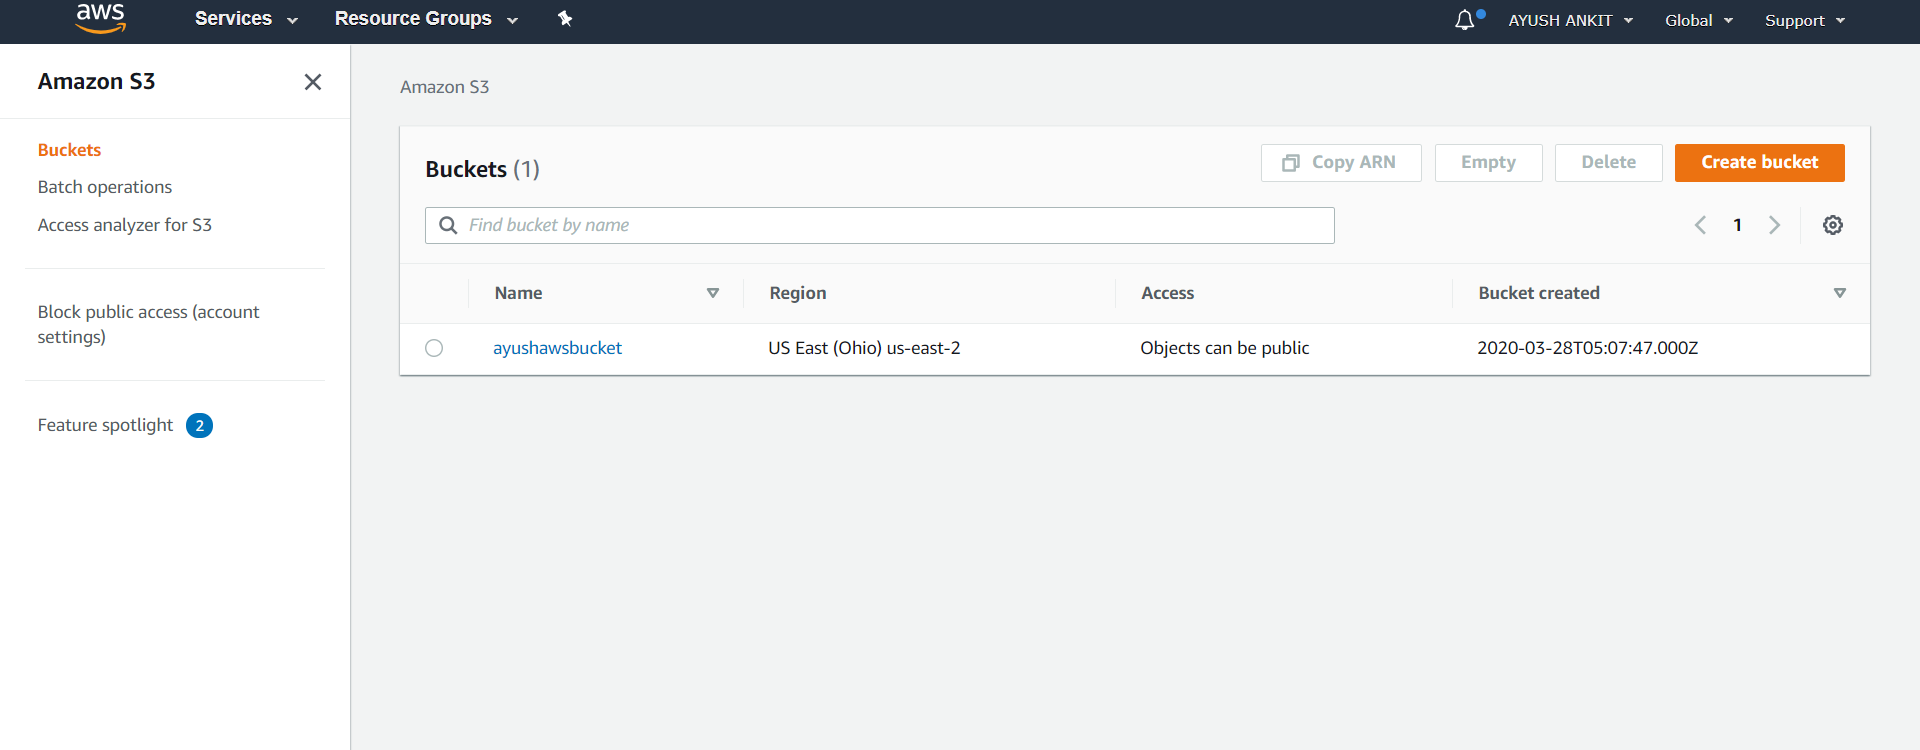 aws Services Resource Groups AYUSH ANKIT Global Support
Amazon S3
Buckets
Batch operations
Access analyzer for S3
Block public access (account
settings)
Feature spotlight 2
Amazon S3
Buckets (1) Copy ARN Empty Delete Create bucket
Find bucket by name 1
Name Region Access Bucket created
ayushawsbucket US East (Ohio) us-east-2 Objects can be public 2020-03-28T05:07:47.000Z